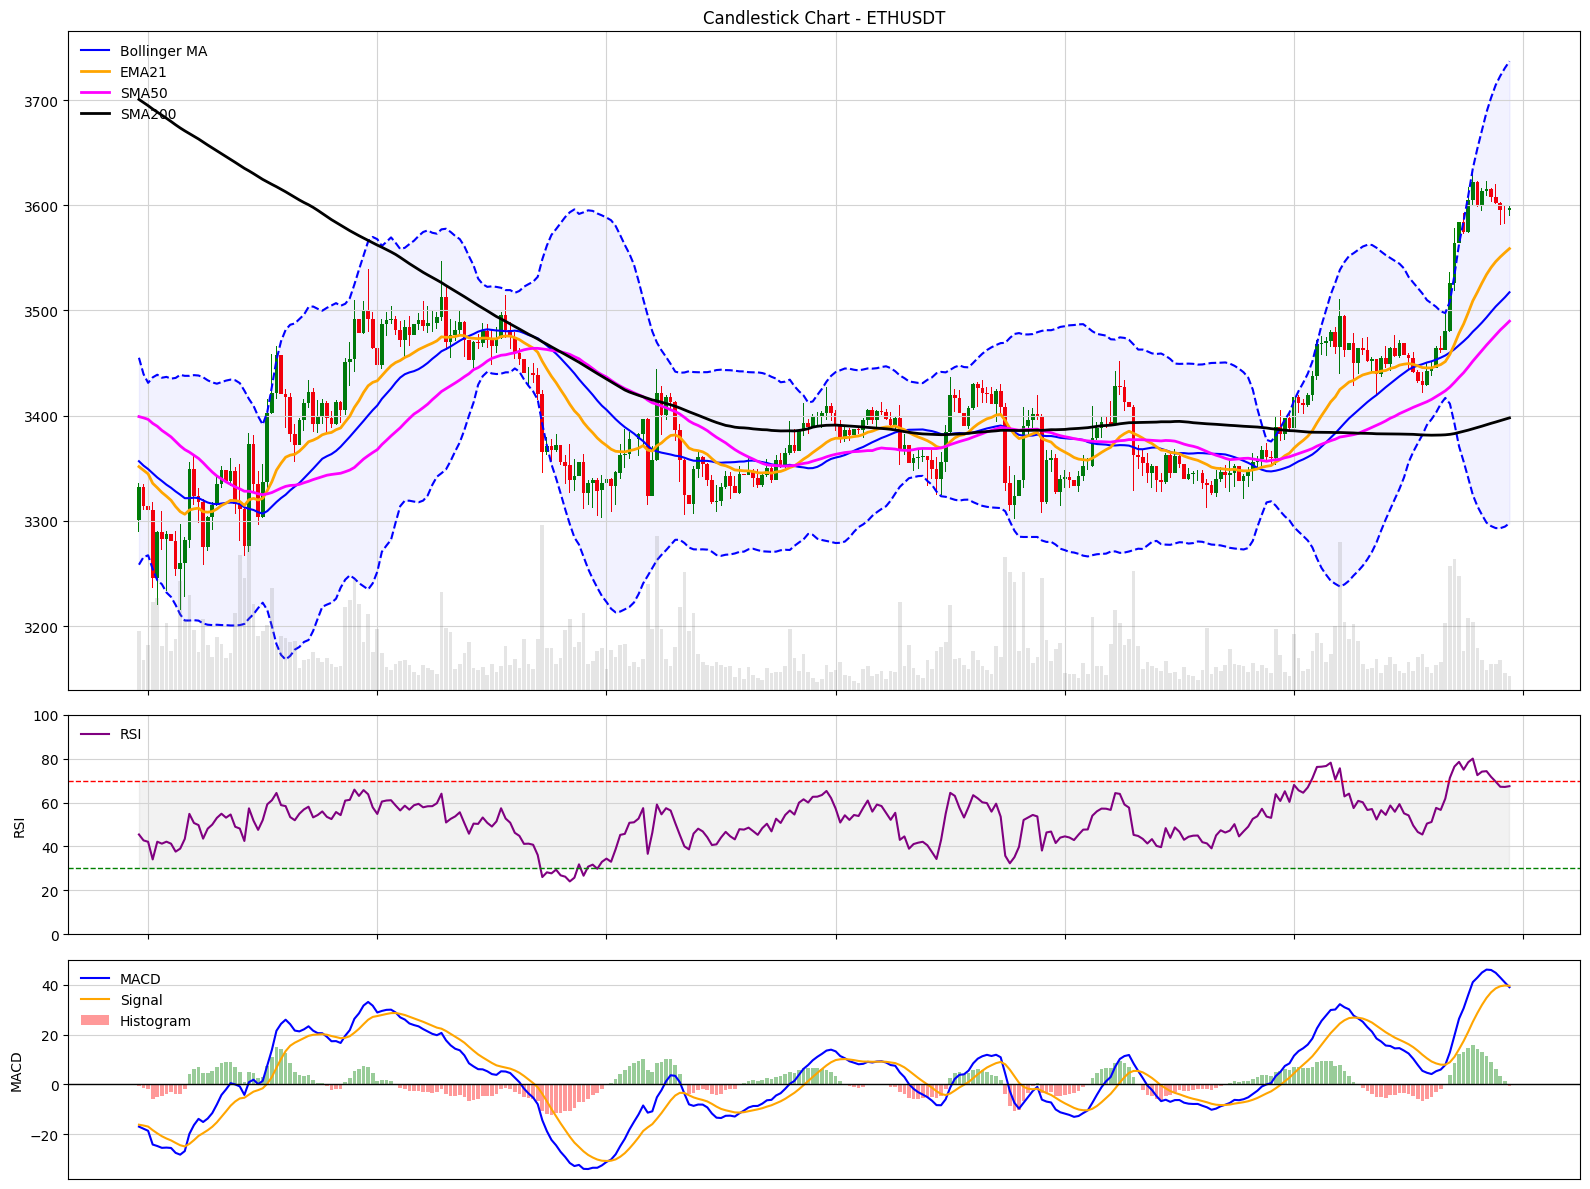 Candlestick Chart - ETHUSDT
Bollinger MA
EMA21
SMA50
SMA200
3700
3600
3500
3400
3300
3200
RSI
100
80
60
40
20
0
RSI
MACD
Signal
Histogram
40
20
0
−20
MACD